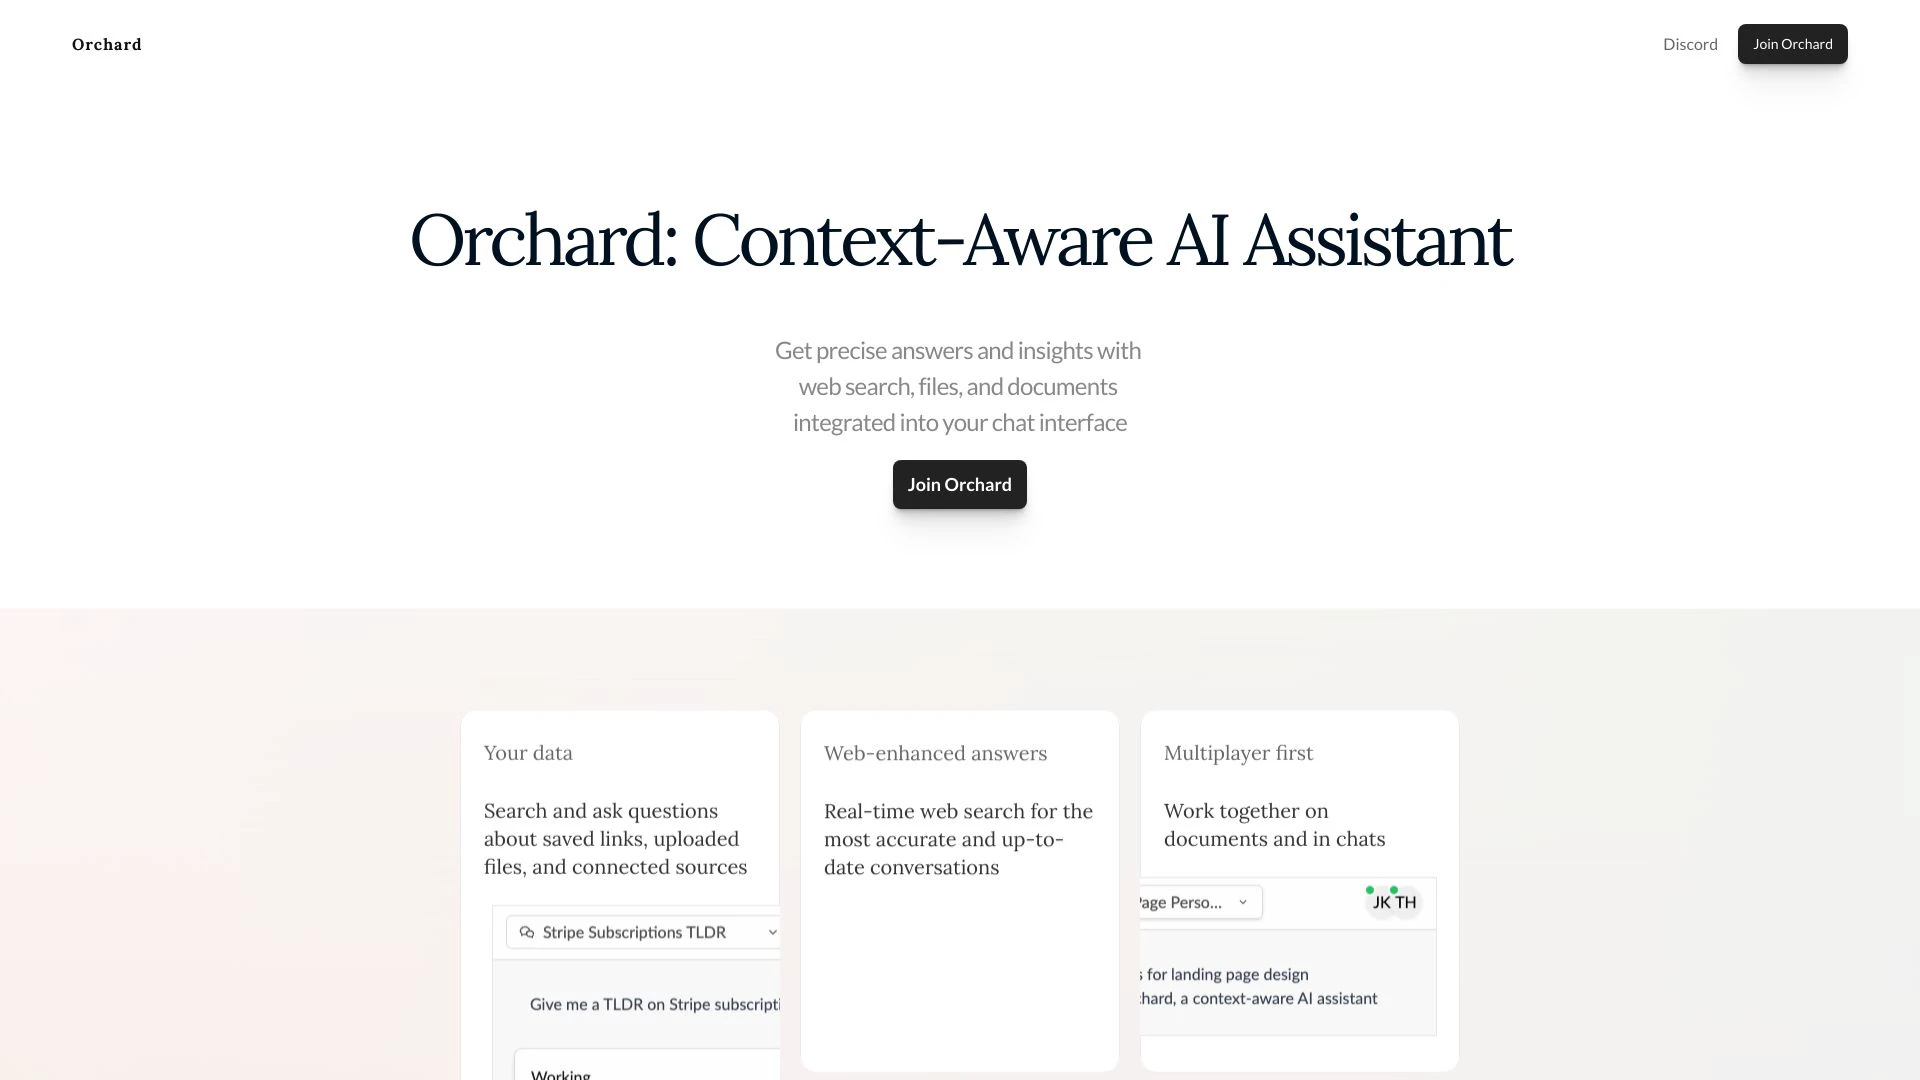 Orchard
Discord
Join Orchard
Orchard: Context-Aware AI Assistant
Get precise answers and insights with
web search, files, and documents
integrated into your chat interface
Join Orchard
Your data
Search and ask questions
about saved links, uploaded
files, and connected sources
Stripe Subscriptions TLDR
Give me a TLDR on Stripe subscripti
Working
Web-enhanced answers
Real-time web search for the
most accurate and up-to-
date conversations
Multiplayer first
Work together on
documents and in chats
Page Perso...
JK TH
s for landing page design
chard, a context-aware AI assistant